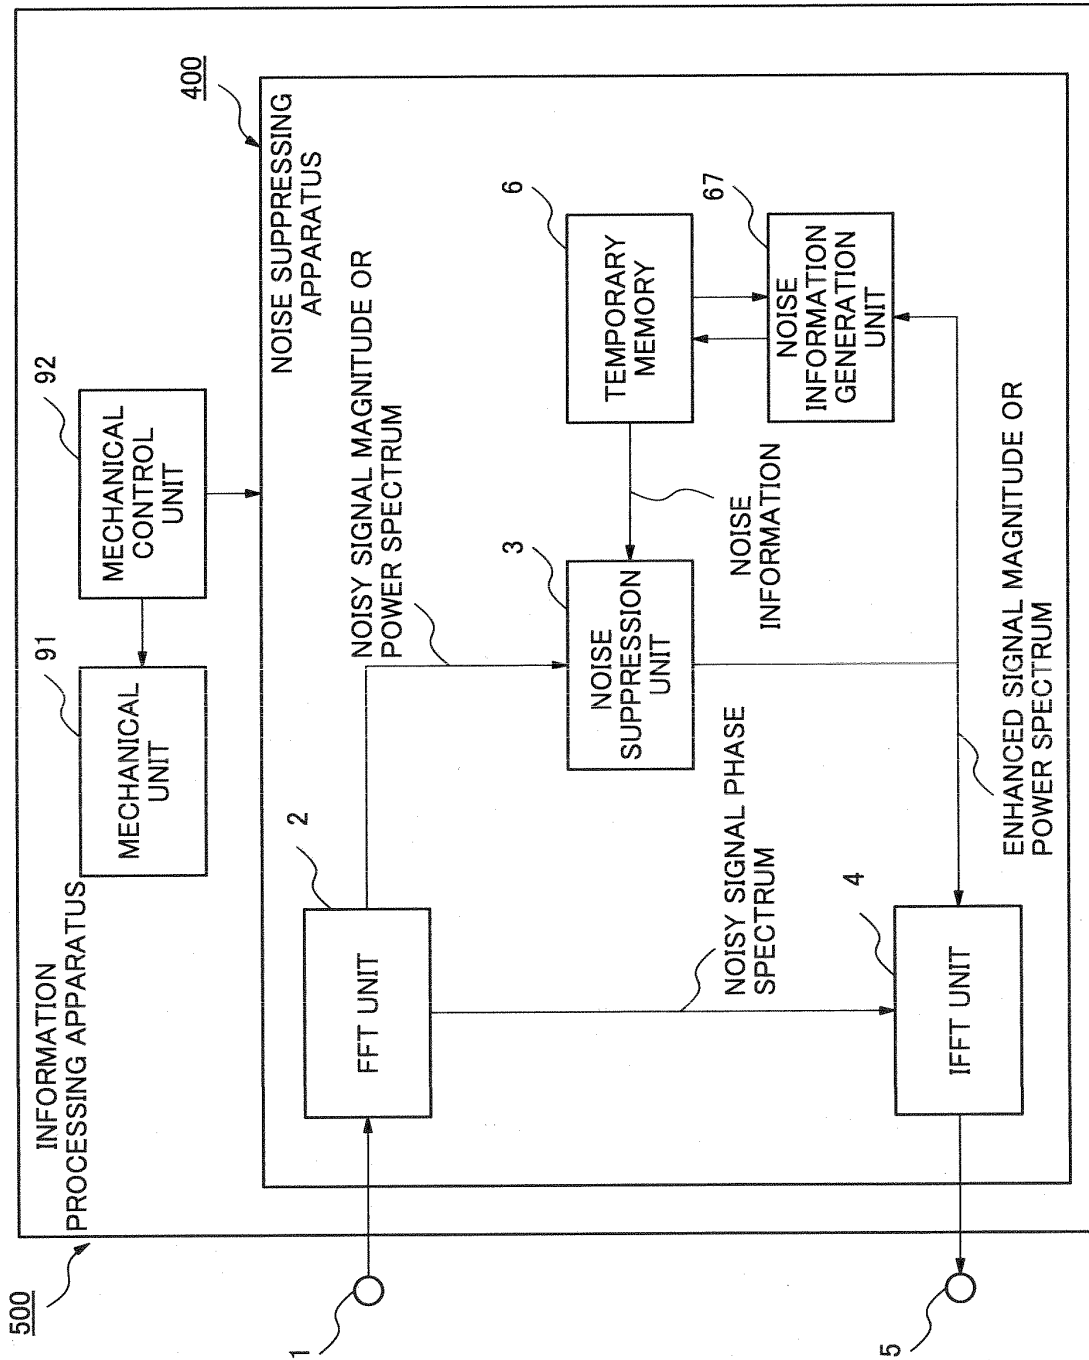 500
INFORMATION
PROCESSING APPARATUS
91
MECHANICAL
UNIT
92
MECHANICAL
CONTROL
UNIT
400
NOISE SUPPRESSING
APPARATUS
1
2
FFT UNIT
NOISY SIGNAL MAGNITUDE OR
POWER SPECTRUM
3
NOISE
SUPPRESSION
UNIT
6
TEMPORARY
MEMORY
NOISE
INFORMATION
67
NOISE
INFORMATION
GENERATION
UNIT
NOISY SIGNAL PHASE
SPECTRUM
4
IFFT UNIT
ENHANCED SIGNAL MAGNITUDE OR
POWER SPECTRUM
5